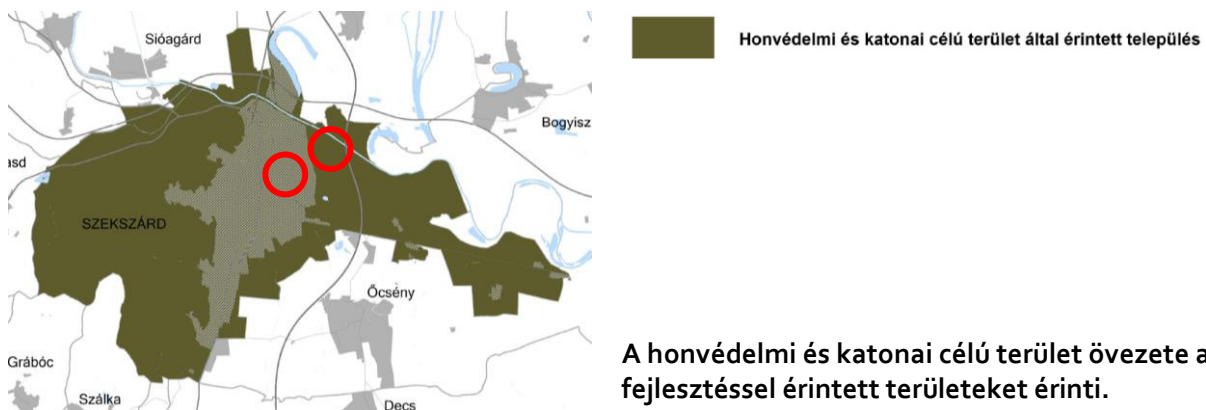 Sióagárd
Honvédelmi és katonai célú terület által érintett település
Bogyisz
asd
SZEKSZÁRD
Őcsény
Grábóc
Szálka
Decs
A honvédelmi és katonai célú terület övezete a
fejlesztéssel érintett területeket érinti.